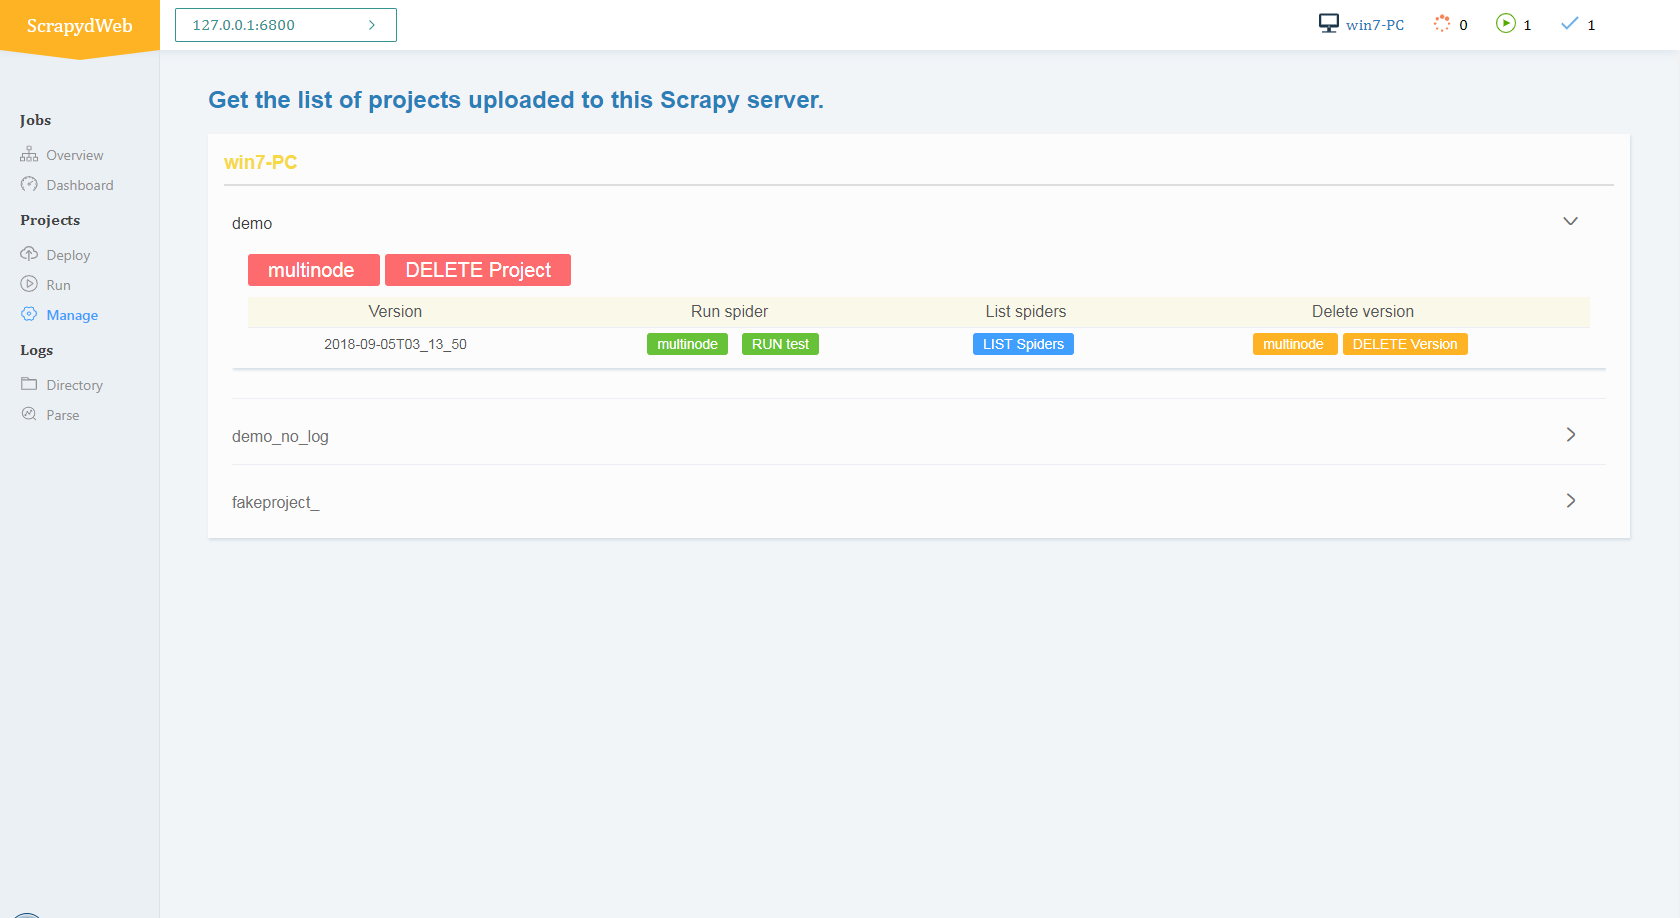 ScrapydWeb
127.0.0.1:6800
win7-PC 0 1 1
Jobs
Overview
Dashboard
Projects
Deploy
Run
Manage
Logs
Directory
Parse
Get the list of projects uploaded to this Scrapy server.
win7-PC
demo
multinode DELETE Project
Version Run spider List spiders Delete version
2018-09-05T03_13_50 multinode RUN test LIST Spiders multinode DELETE Version
demo_no_log
fakeproject_